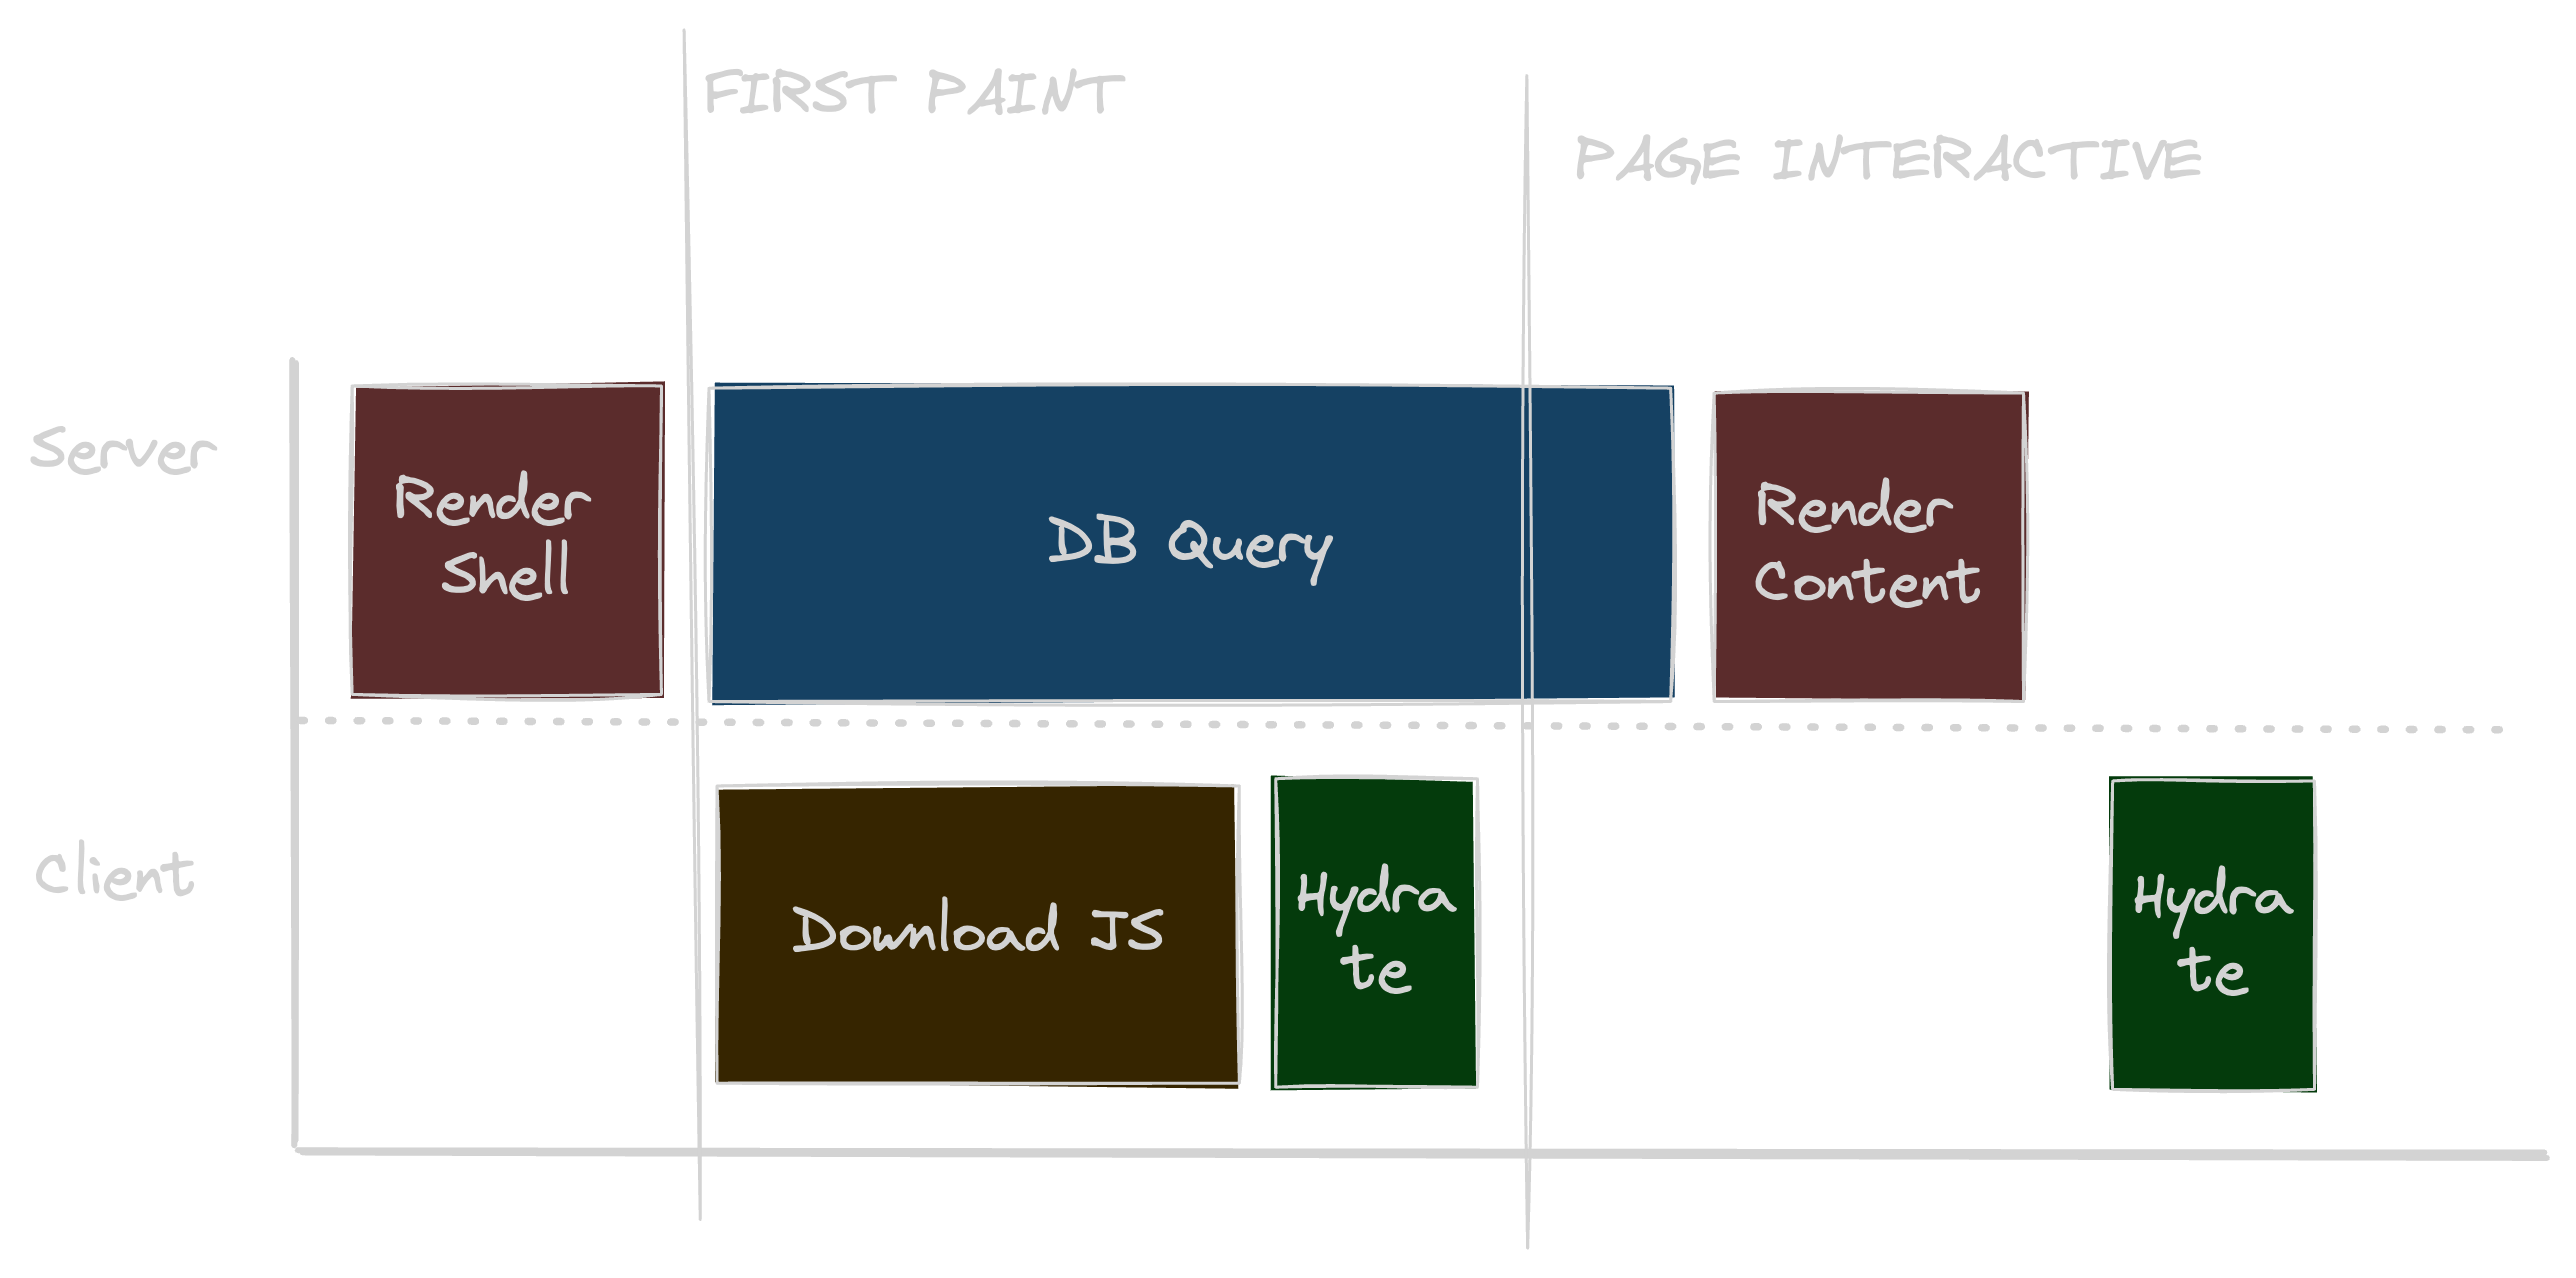 FIRST PAINT
PAGE INTERACTIVE
Server
Render
Shell
DB Query
Render
Content
Client
Download JS
Hydra
te
Hydra
te